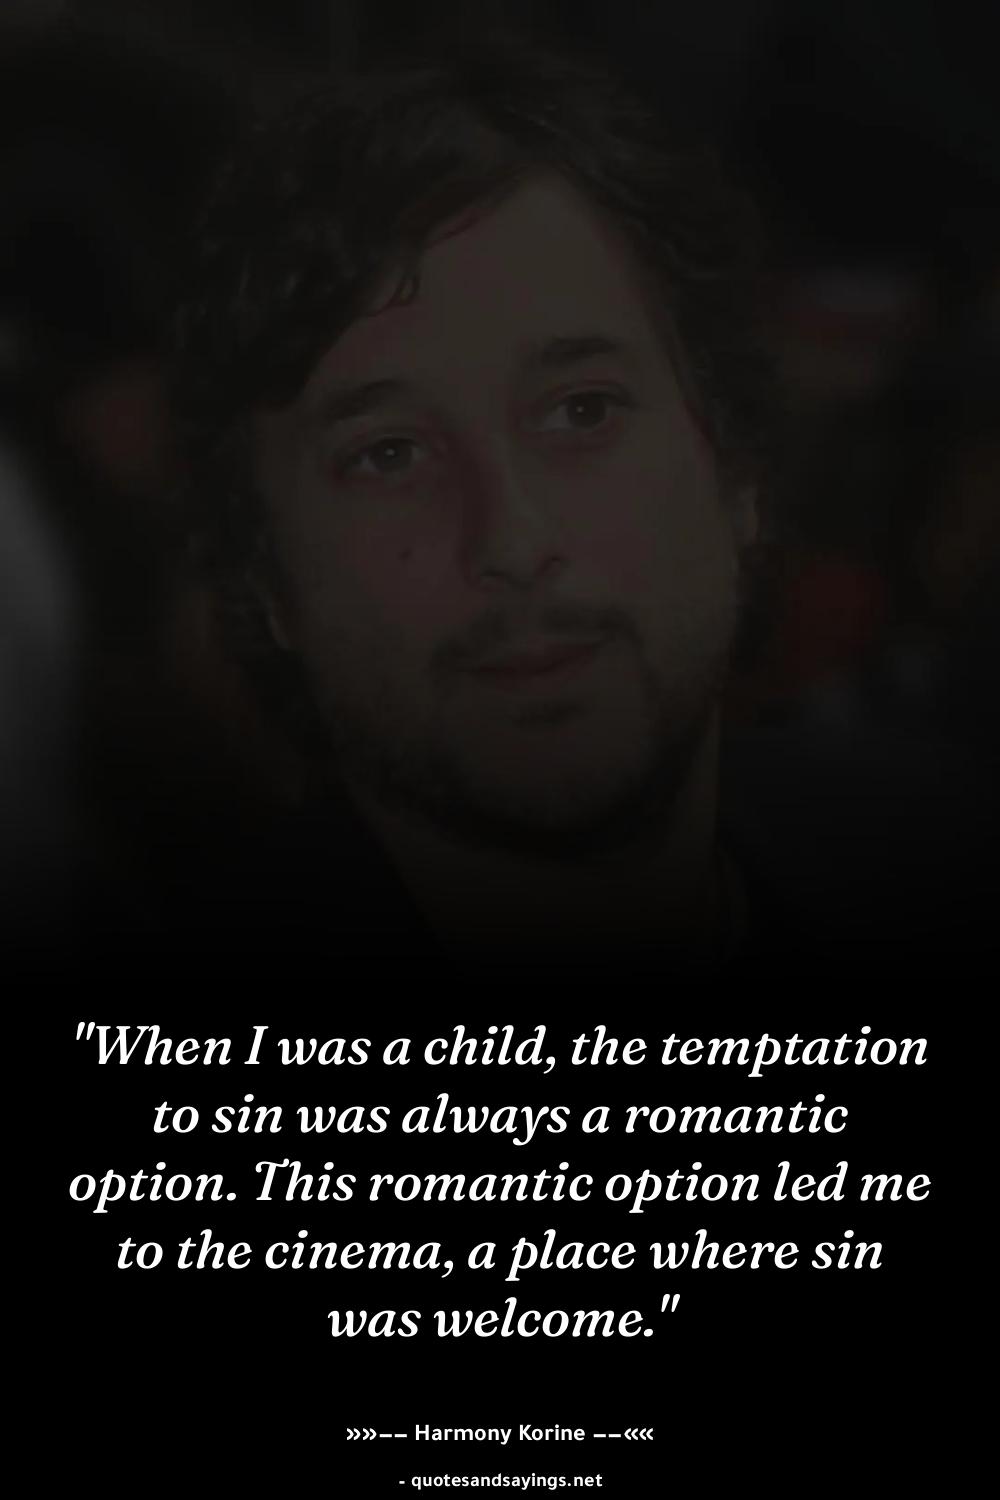 "When I was a child, the temptation
to sin was always a romantic
option. This romantic option led me
to the cinema, a place where sin
was welcome."
»»–– Harmony Korine ––««
- quotesandsayings.net